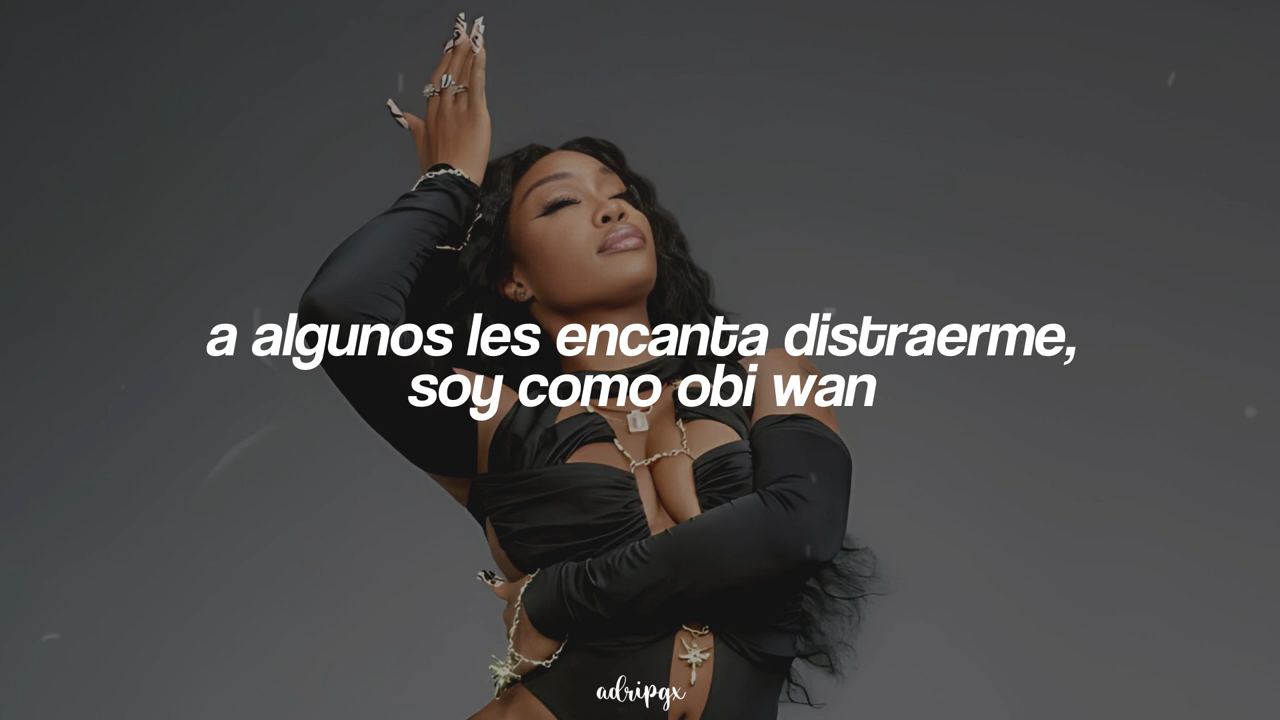 a algunos les encanta distraerme,
soy como obi wan
adripgx